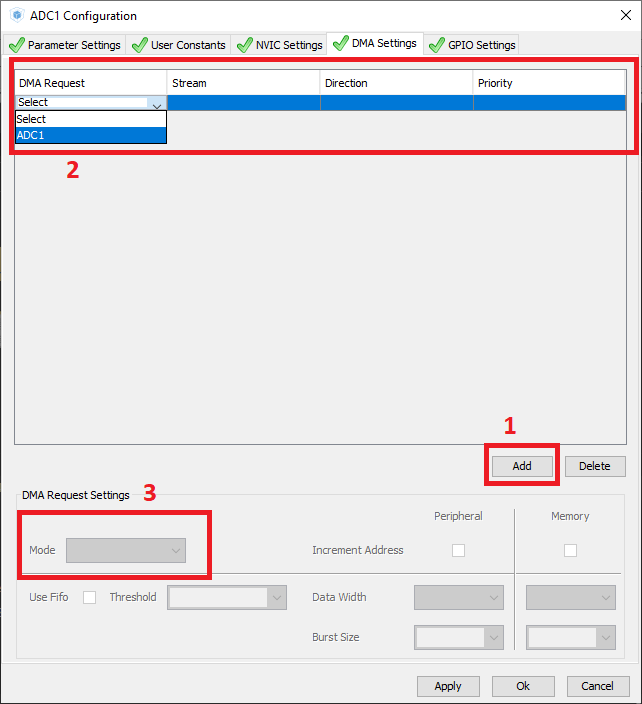 ADC1 Configuration
Parameter Settings User Constants NVIC Settings DMA Settings GPIO Settings
DMA Request Stream Direction Priority
Select
Select
ADC1
2
1
Add Delete
DMA Request Settings 3
Peripheral Memory
Mode Increment Address
Use Fifo Threshold Data Width
Burst Size
Apply Ok Cancel